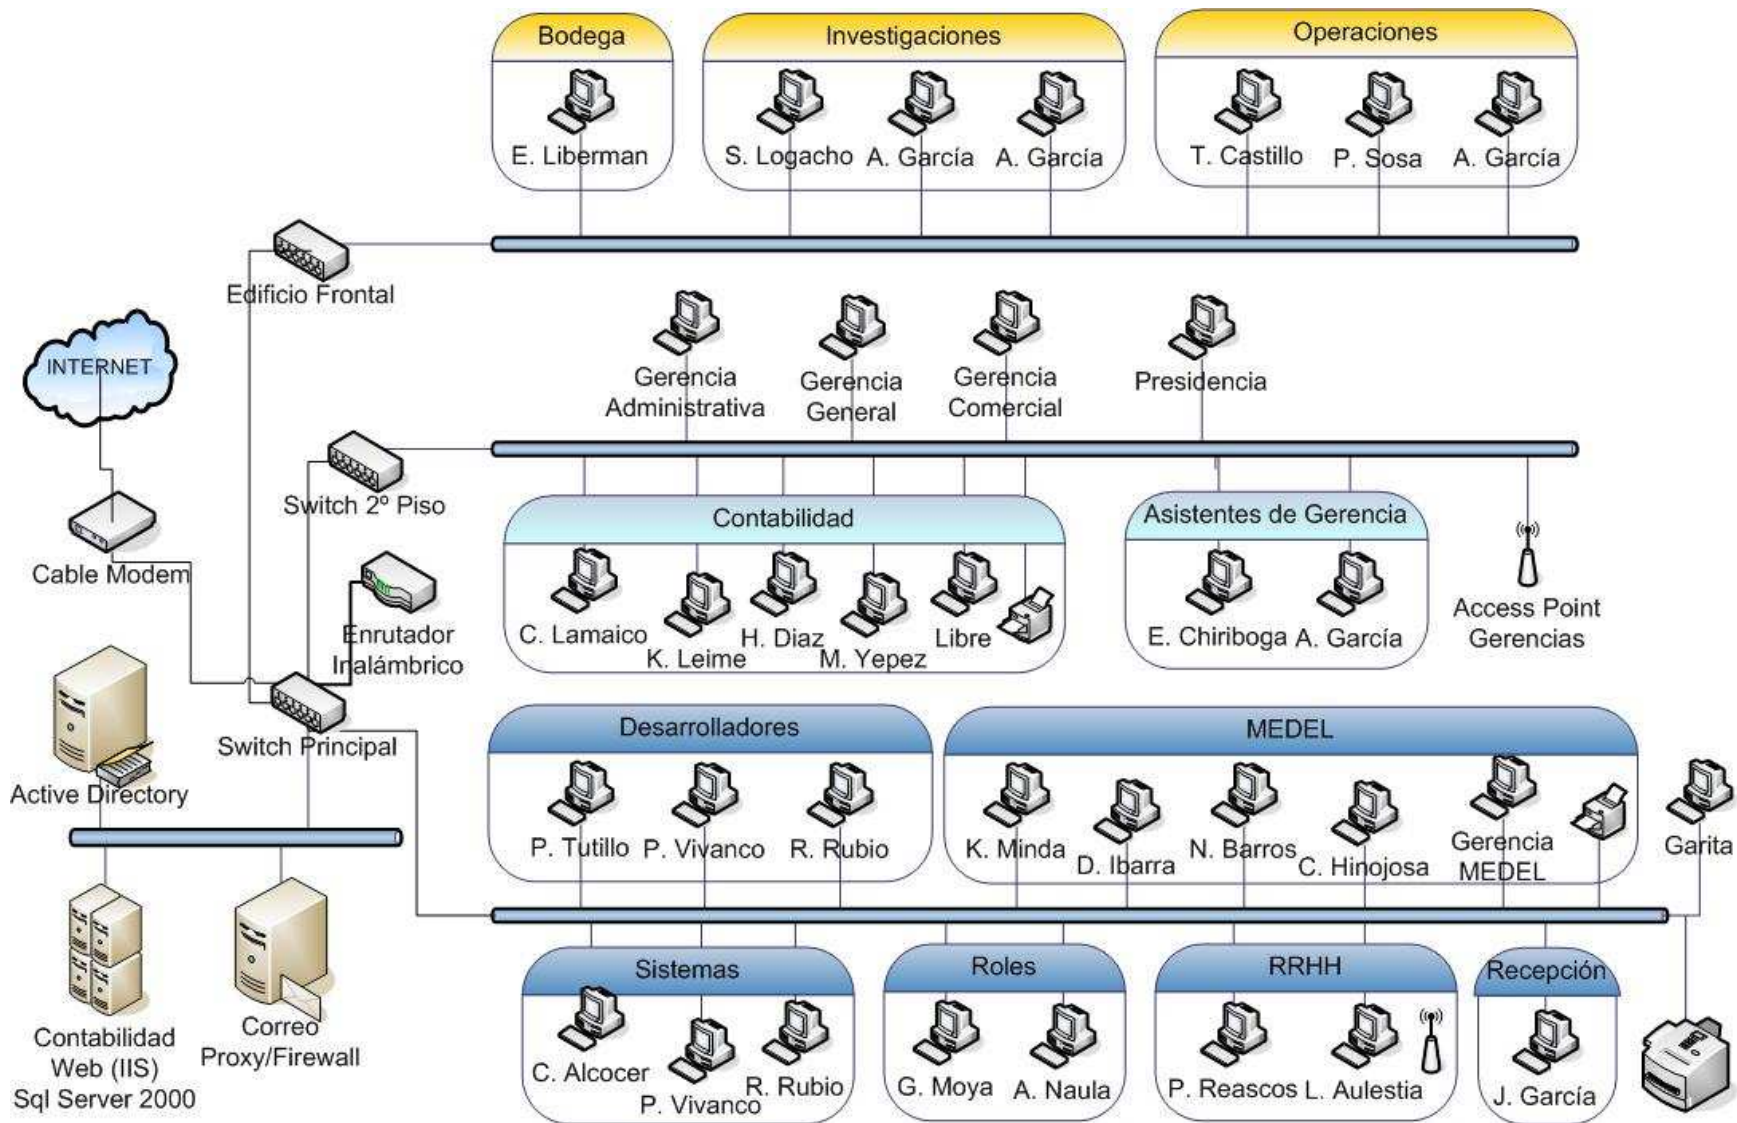 Bodega
Investigaciones
Operaciones
E. Liberman
S. Logacho
A. García
A. García
T. Castillo
P. Sosa
A. García
Edificio Frontal
INTERNET
Gerencia
Administrativa
Gerencia
General
Gerencia
Comercial
Presidencia
Switch 2º Piso
Cable Modem
Contabilidad
Asistentes de Gerencia
C. Lamaico
K. Leime
H. Diaz
M. Yepez
Libre
E. Chiriboga
A. García
Access Point
Gerencias
Enrutador
Inalámbrico
Switch Principal
Active Directory
Desarrolladores
MEDEL
P. Tutillo
P. Vivanco
R. Rubio
K. Minda
D. Ibarra
N. Barros
C. Hinojosa
Gerencia
MEDEL
Garita
Sistemas
Roles
RRHH
Recepción
Contabilidad
Web (IIS)
Sql Server 2000
Correo
Proxy/Firewall
C. Alcocer
P. Vivanco
R. Rubio
G. Moya
A. Naula
P. Reascos
L. Aulestia
J. García